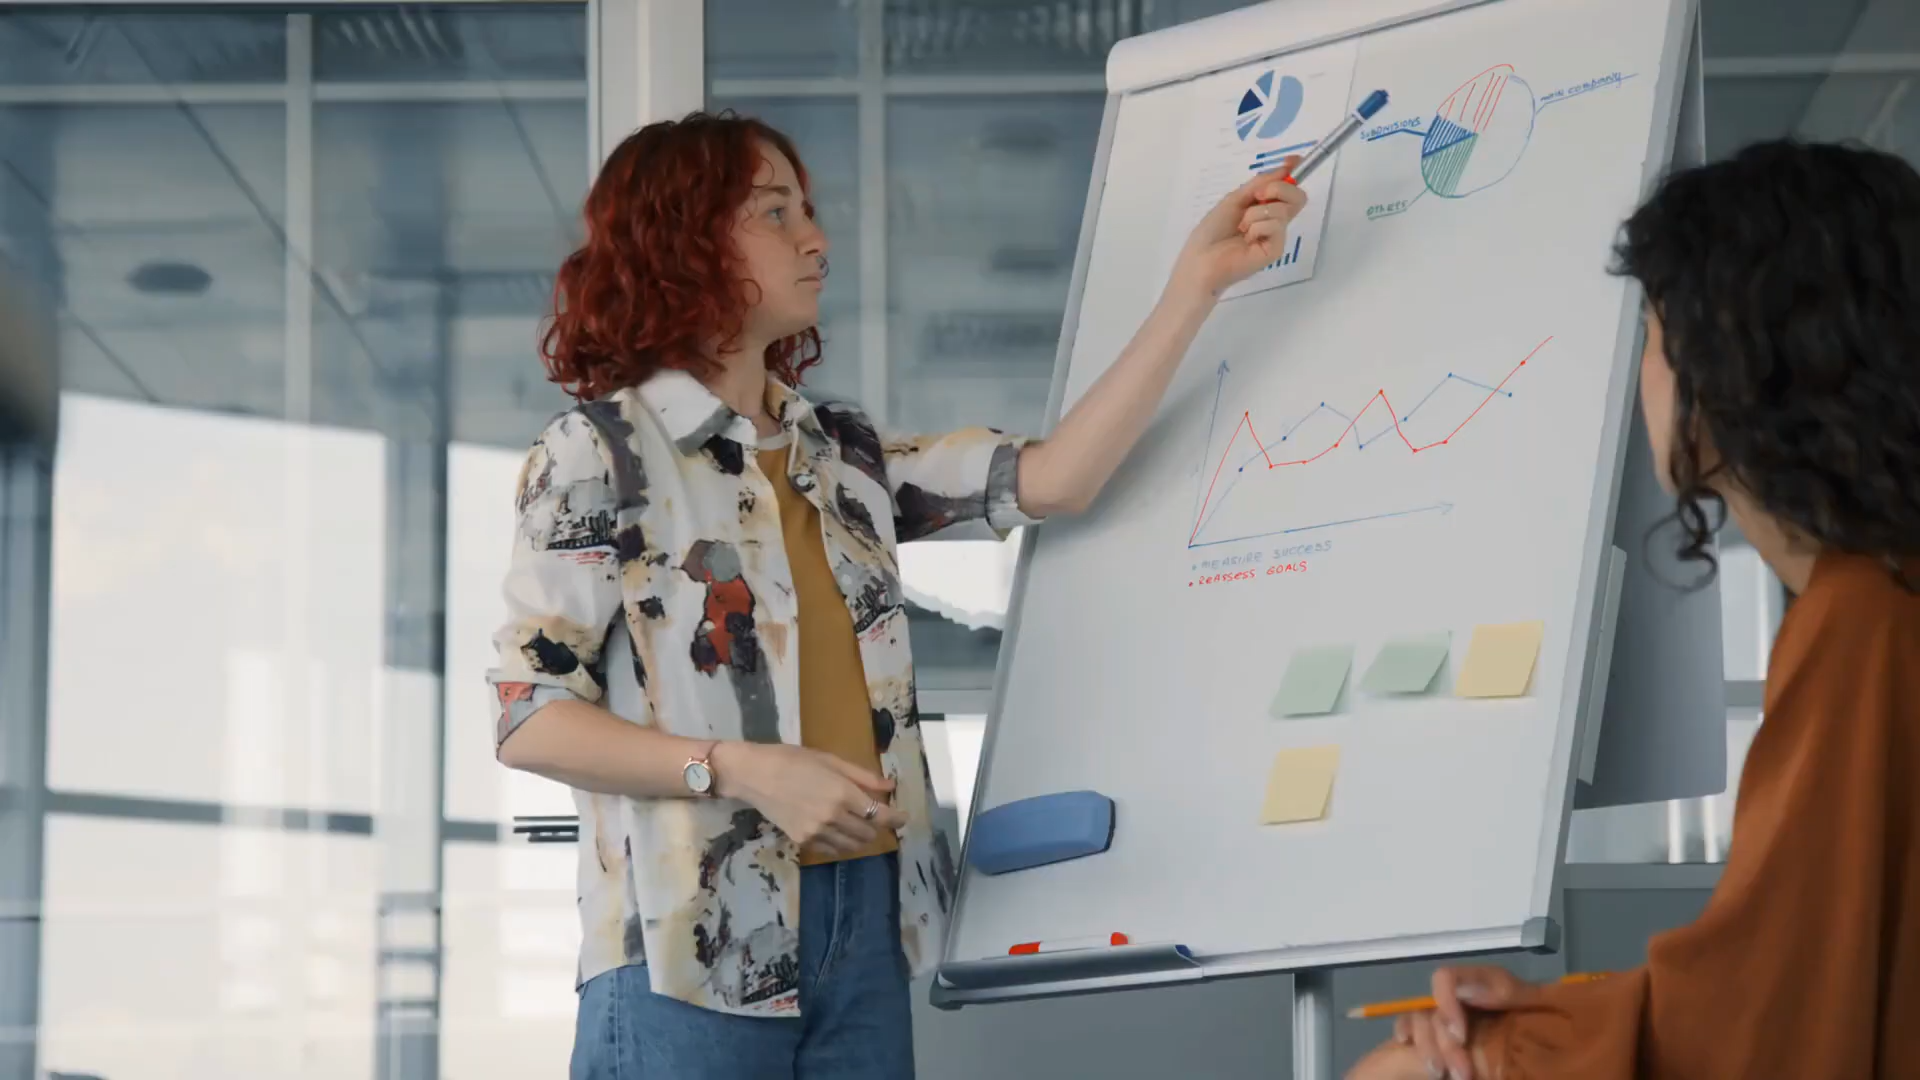 MAIN COMPANY
SUBDIVISIONS
OTHERS
• MEASURE SUCCESS
• REASSESS GOALS